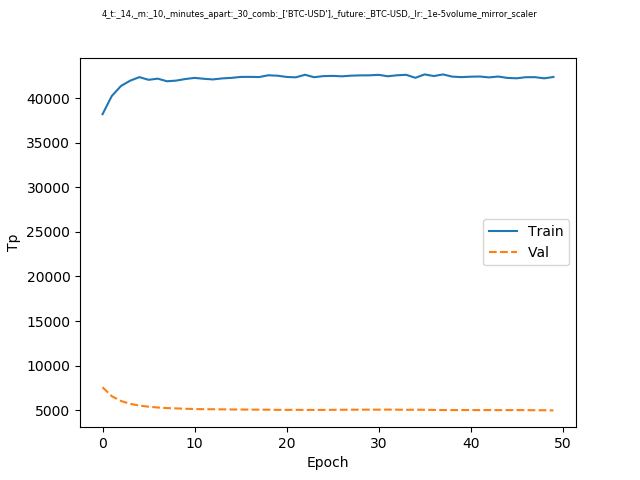 4_t:_14,_m:_10,_minutes_apart:_30_comb:_['BTC-USD'],_future:_BTC-USD,_lr:_1e-5volume_mirror_scaler
40000
35000
30000
25000
20000
15000
10000
5000
Tp
Train
Val
0 10 20 30 40 50
Epoch